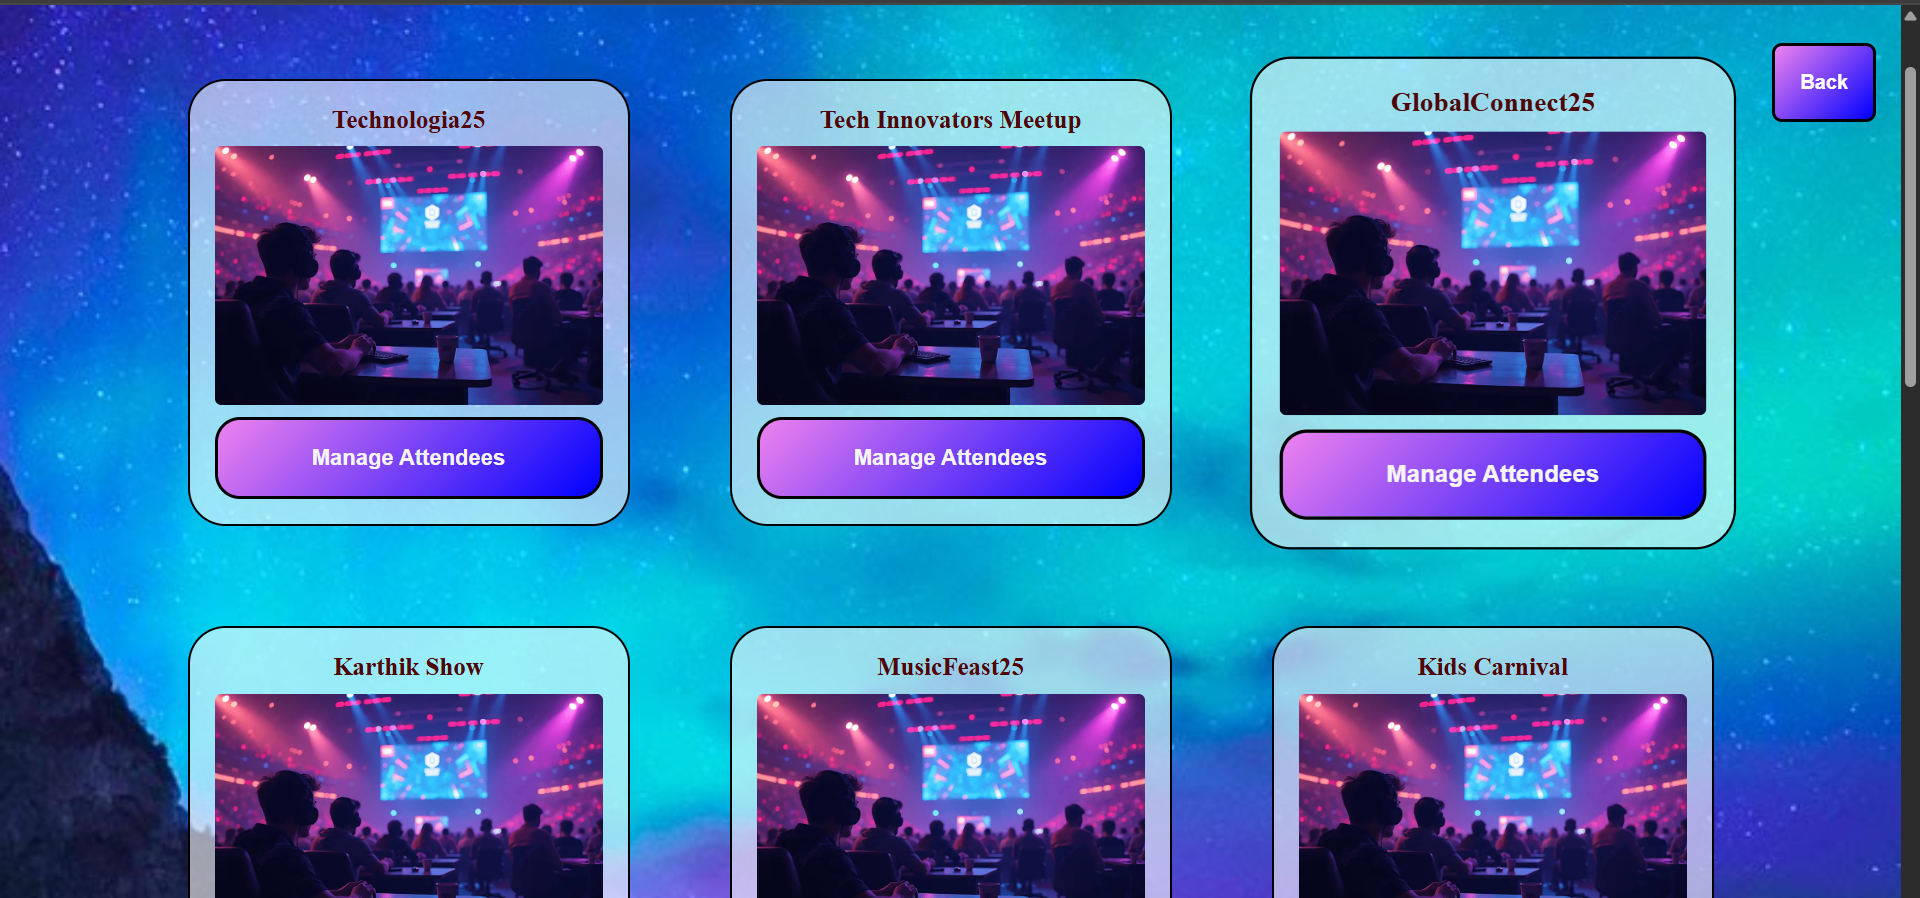 Back
Technologia25
Tech Innovators Meetup
GlobalConnect25
Manage Attendees
Manage Attendees
Manage Attendees
Karthik Show
MusicFeast25
Kids Carnival